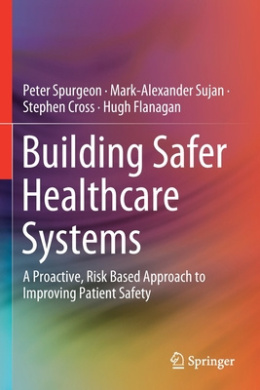 Peter Spurgeon · Mark-Alexander Sujan ·
Stephen Cross · Hugh Flanagan
Building Safer
Healthcare
Systems
A Proactive, Risk Based Approach to
Improving Patient Safety
Springer